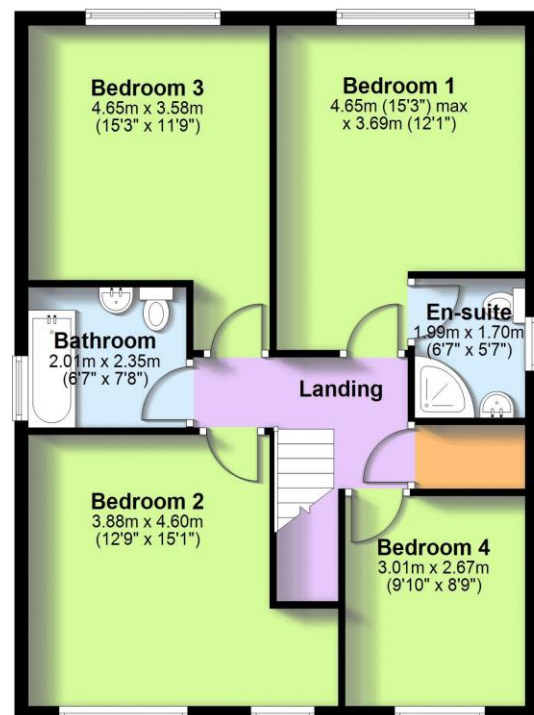 Bedroom 3
4.65m x 3.58m
(15'3" x 11'9")
Bedroom 1
4.65m (15'3") max
x 3.69m (12'1")
En-suite
1.99m x 1.70m
(6'7" x 5'7")
Bathroom
2.01m x 2.35m
(6'7" x 7'8")
Landing
Bedroom 2
3.88m x 4.60m
(12'9" x 15'1")
Bedroom 4
3.01m x 2.67m
(9'10" x 8'9")